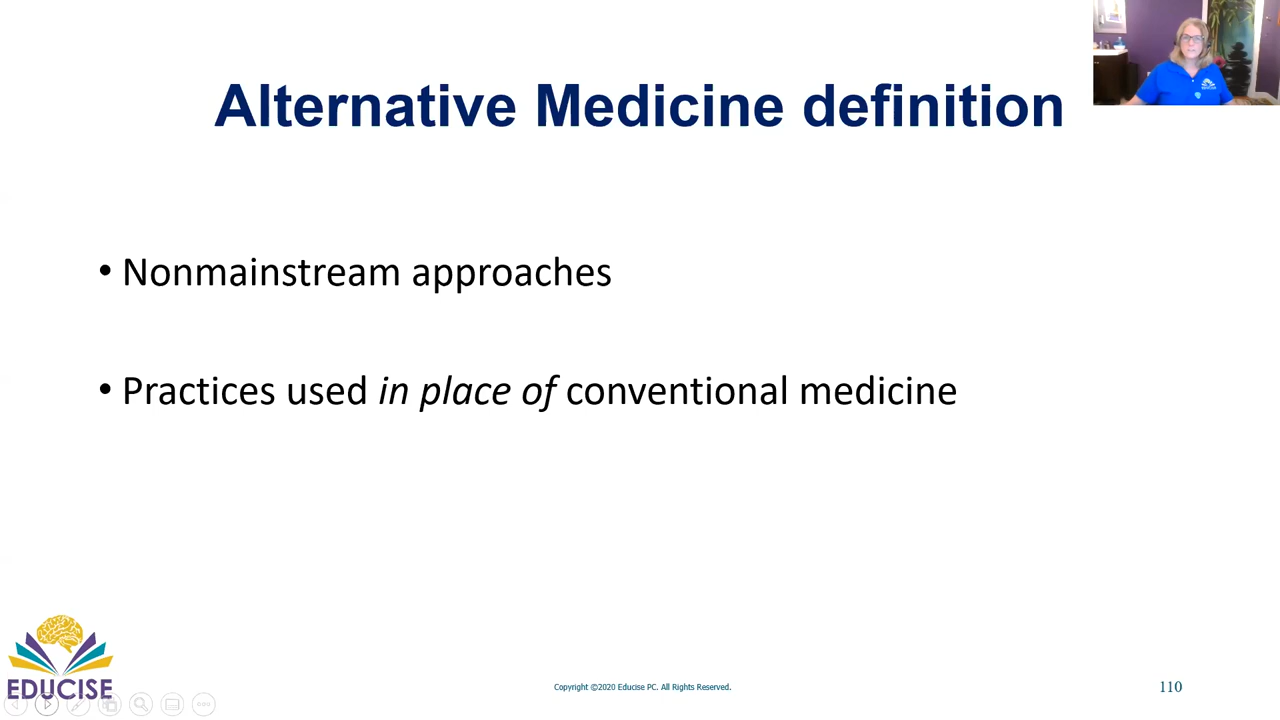 Alternative Medicine definition
• Nonmainstream approaches
• Practices used in place of conventional medicine
EDUCISE
Copyright ©2020 Educise PC. All Rights Reserved.
110